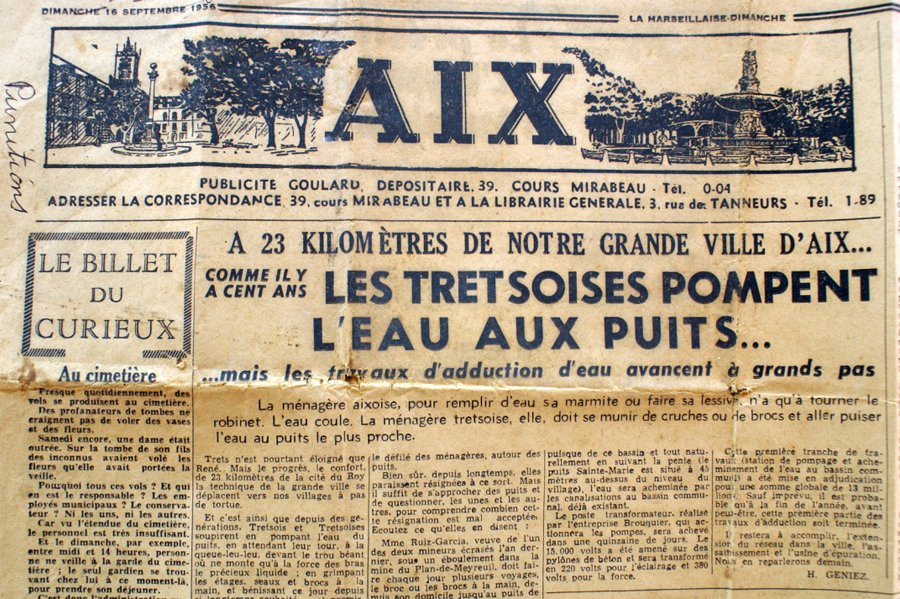 DIMANCHE 16 SEPTEMBRE 1956
LA MARSEILLAISE-DIMANCHE
Punitions
AIX
PUBLICITE GOULARD, DEPOSITAIRE, 39. COURS MIRABEAU - Tél. 0-04
ADRESSER LA CORRESPONDANCE 39, cours MIRABEAU ET A LA LIBRAIRIE GENERALE, 3, rue des TANNEURS - Tél. 1.89
LE BILLET
DU
CURIEUX
A 23 KILOMÈTRES DE NOTRE GRANDE VILLE D'AIX...
COMME IL Y
A CENT ANS
LES TRETSOISES POMPENT
L'EAU AUX PUITS...
...mais les travaux d'adduction d'eau avancent à grands pas
La ménagère aixoise, pour remplir d'eau sa marmite ou faire sa lessive, n'a qu'à tourner le
robinet. L'eau coule. La ménagère tretsoise, elle, doit se munir de cruches ou de brocs et aller puiser
l'eau au puits le plus proche.
Au cimetière
Presque quotidiennement, des
vols se produisent au cimetière.
Des profanateurs de tombes ne
craignent pas de voler des vases
et des fleurs.
Samedi encore, une dame était
outrée. Sur la tombe de son fils
des inconnus avaient volé les
fleurs qu'elle avait portées la
veille.
Pourquoi tous ces vols ? Et qui
en est le responsable ? Les em-
ployés municipaux ? Le conserva-
teur ? Ni les uns, ni les autres.
Car vu l'étendue du cimetière,
le personnel est très insuffisant.
Et le dimanche, par exemple,
entre midi et 14 heures, person-
ne ne veille à la garde du cime-
tière ; le seul gardien se trou-
vant chez lui à ce moment-là,
pour prendre son déjeuner.
C'est donc l'administration
Trets n'est pourtant éloigné que
de 23 kilomètres de la cité du Roy
René. Mais le progrès, le confort,
la technique de la grande ville se
déplacent vers nos villages à pas
de tortue.
Et c'est ainsi que depuis des gé-
nérations, Tretsois et Tretsoises
soupirent en pompant l'eau du
puits, en attendant leur tour, à la
queue-leu-leu, devant le trou béant
où ne monte qu'à la force des bras
le précieux liquide ; en grimpant
les étages, seaux et brocs à la
main, et bénissant ce jour depuis
si longtemps souhaité
le défilé des ménagères, autour des
puits.
Bien sûr, depuis longtemps, elles
paraissent résignées à ce sort. Mais
il suffit de s'approcher des puits et
de questionner, les unes et les au-
tres, pour comprendre combien cet-
te résignation est mal acceptée.
Ecoutez ce qu'elles en disent :
Mme Ruiz-Garcia, veuve de l'un
des deux mineurs écrasés l'an der-
nier, sous un éboulement dans la
mine du Plan-de-Meyreuil, doit fai-
re chaque jour plusieurs voyages,
le broc ou les brocs à la main, de-
puis son domicile jusqu'au puits de
puisque de ce bassin et tout natu-
rellement en suivant la pente (le
puits Sainte-Marie est situé à 45
mètres au-dessus du niveau du
village), l'eau sera acheminée par
les canalisations au bassin commu-
nal, déjà existant.
Le poste transformateur, réalisé
par l'entreprise Brouquier, qui ac-
tionnera les pompes, sera achevé
dans une quinzaine de jours. Le
15.000 volts a été amené sur des
pylônes de béton et sera transformé
en 220 volts pour l'éclairage et 380
volts, pour la force.
Cette première tranche de tra-
vaux (station de pompage et ache-
minement de l'eau au bassin com-
munal) a été mise en adjudication
pour une somme globale de 13 mil-
lions. Sauf imprévu, il est proba-
ble qu'à la fin de l'année, avant
peut-être, cette première partie des
travaux d'adduction soit terminée.
Il restera à accomplir, l'exten-
sion du réseau dans la ville, l'as-
sainissement et l'usine d'épuration.
Nous en reparlerons demain.
H. GENIEZ.